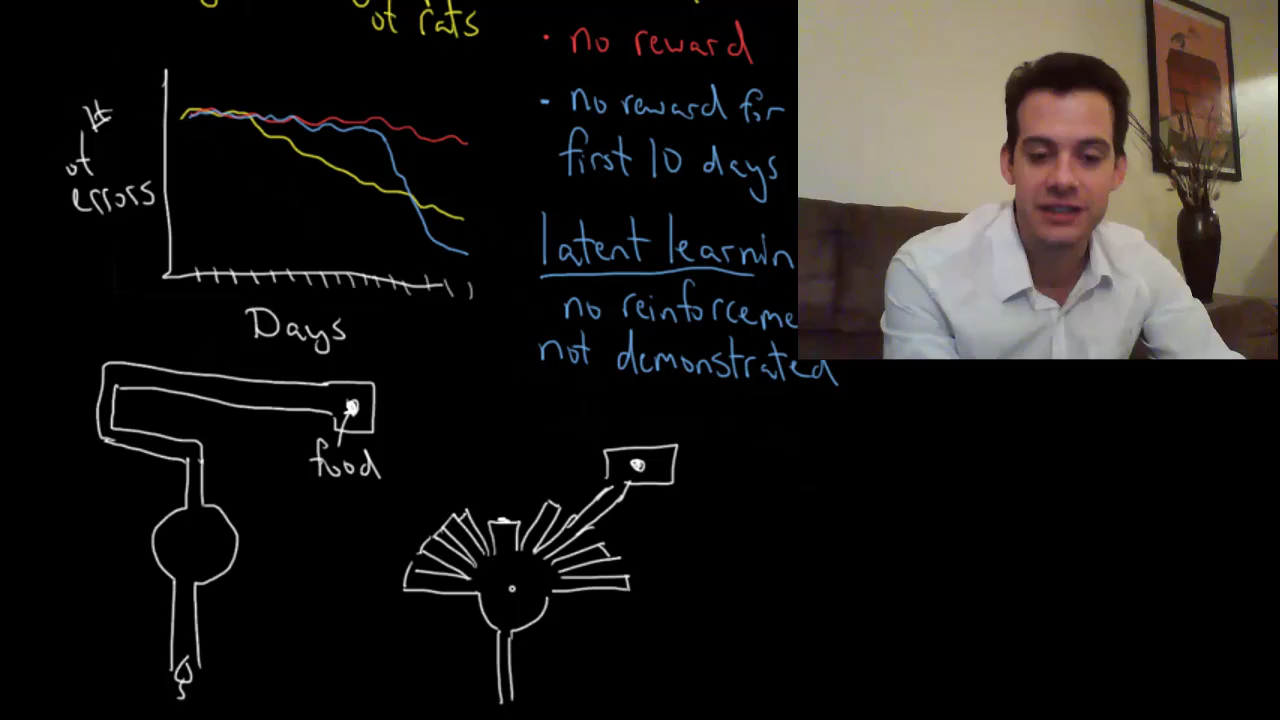 of rats
• no reward
- no reward for
first 10 days
# of errors
latent learnin
no reinforceme
not demonstrated
Days
food